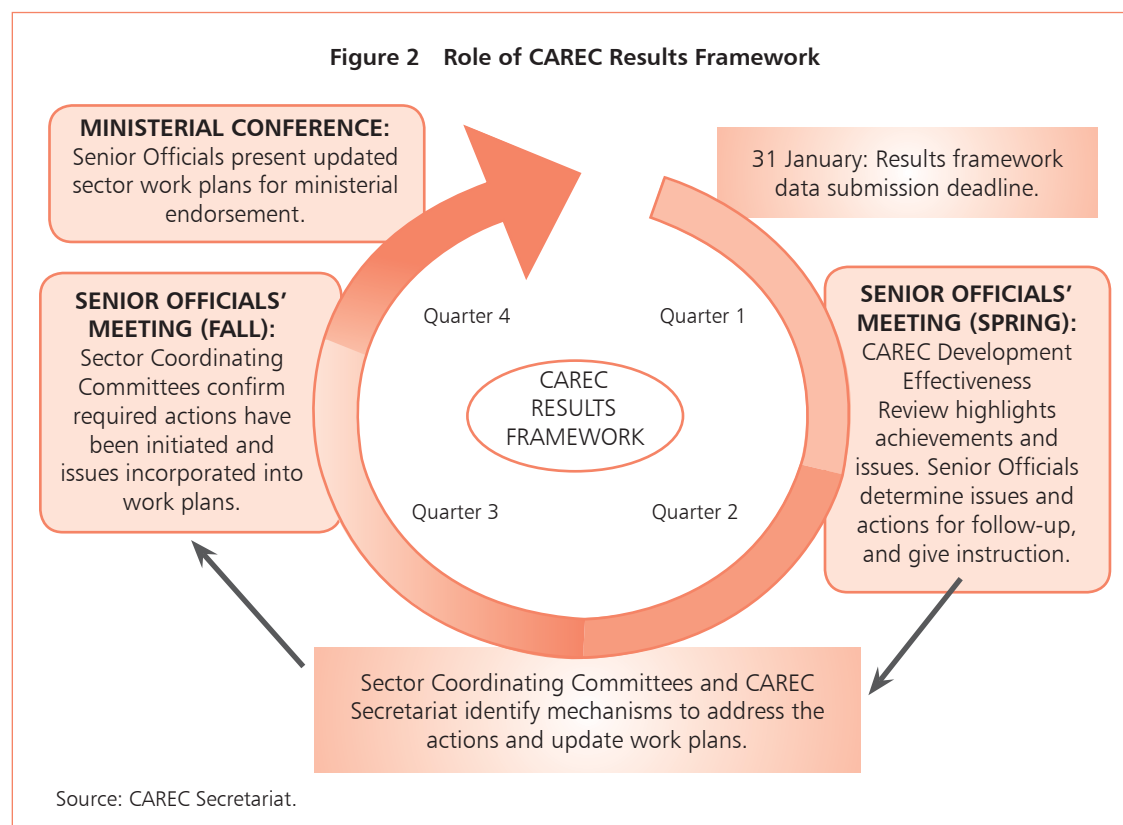 Figure 2 Role of CAREC Results Framework
MINISTERIAL CONFERENCE:
Senior Officials present updated
sector work plans for ministerial
endorsement.
31 January: Results framework
data submission deadline.
SENIOR OFFICIALS’
MEETING (FALL):
Sector Coordinating
Committees confirm
required actions have
been initiated and
issues incorporated into
work plans.
Quarter 4
Quarter 1
CAREC
RESULTS
FRAMEWORK
Quarter 3
Quarter 2
SENIOR OFFICIALS’
MEETING (SPRING):
CAREC Development
Effectiveness
Review highlights
achievements and
issues. Senior Officials
determine issues and
actions for follow-up,
and give instruction.
Sector Coordinating Committees and CAREC
Secretariat identify mechanisms to address the
actions and update work plans.
Source: CAREC Secretariat.